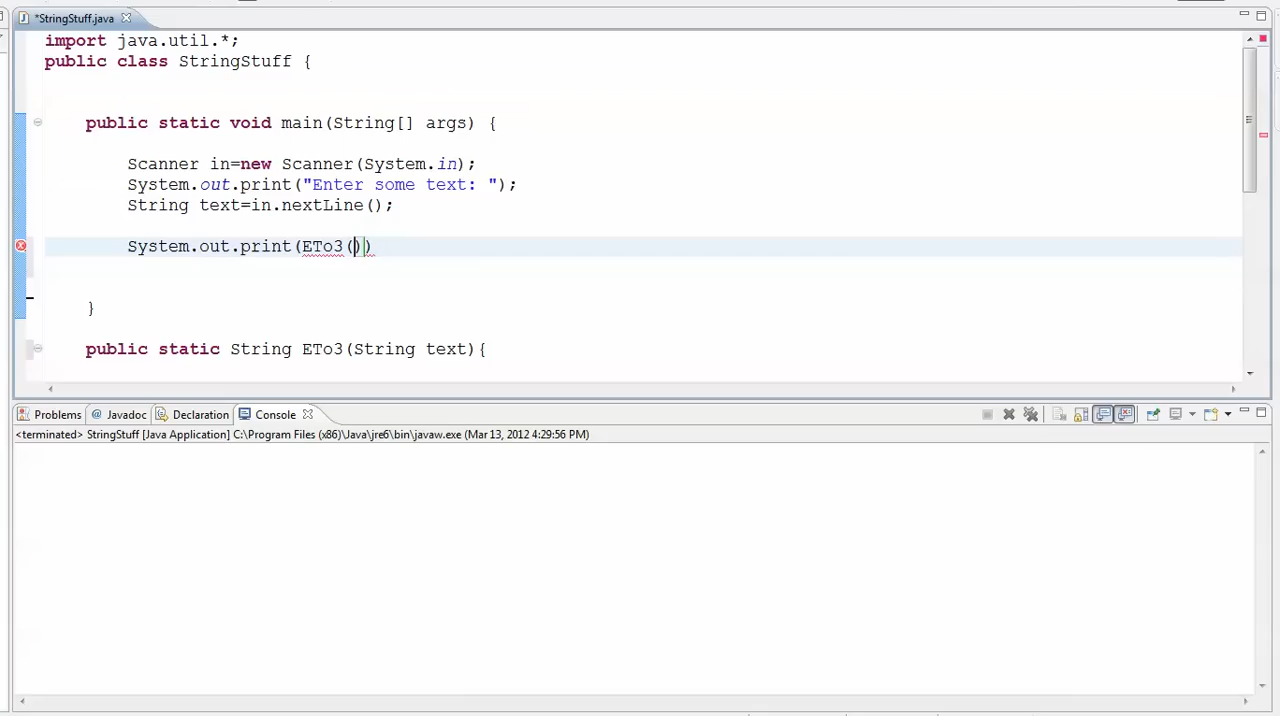 *StringStuff.java
import java.util.*;
public class StringStuff {
public static void main(String[] args) {
Scanner in=new Scanner(System.in);
System.out.print("Enter some text: ");
String text=in.nextLine();
System.out.print(ETo3())
}
public static String ETo3(String text){
Problems Javadoc Declaration Console
<terminated> StringStuff [Java Application] C:\Program Files (x86)\Java\jre6\bin\javaw.exe (Mar 13, 2012 4:29:56 PM)